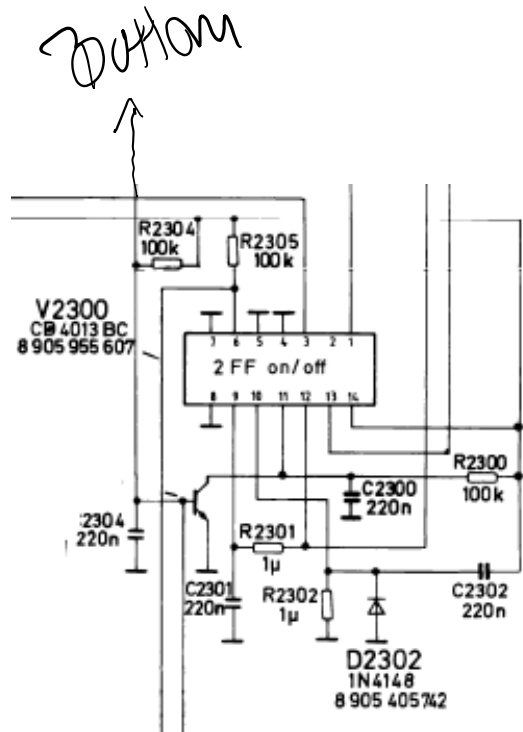 Button
R2304
100k
R2305
100k
V2300
CD 4013 BC
8 905 955 607
7 6 5 4 3 2 1
2 FF on/off
8 9 10 11 12 13 14
R2300
100k
C2300
220n
2304
220n
R2301
1µ
C2301
220n
R2302
1µ
C2302
220n
D2302
1N4148
8 905 405742